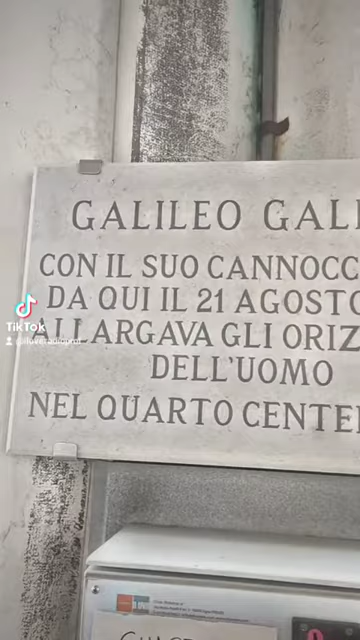 GALILEO GALI
CON IL SUO CANNOCC
DA QUI IL 21 AGOSTO
ALLARGAVA GLI ORIZ
DELL'UOMO
NEL QUARTO CENTE
TikTok